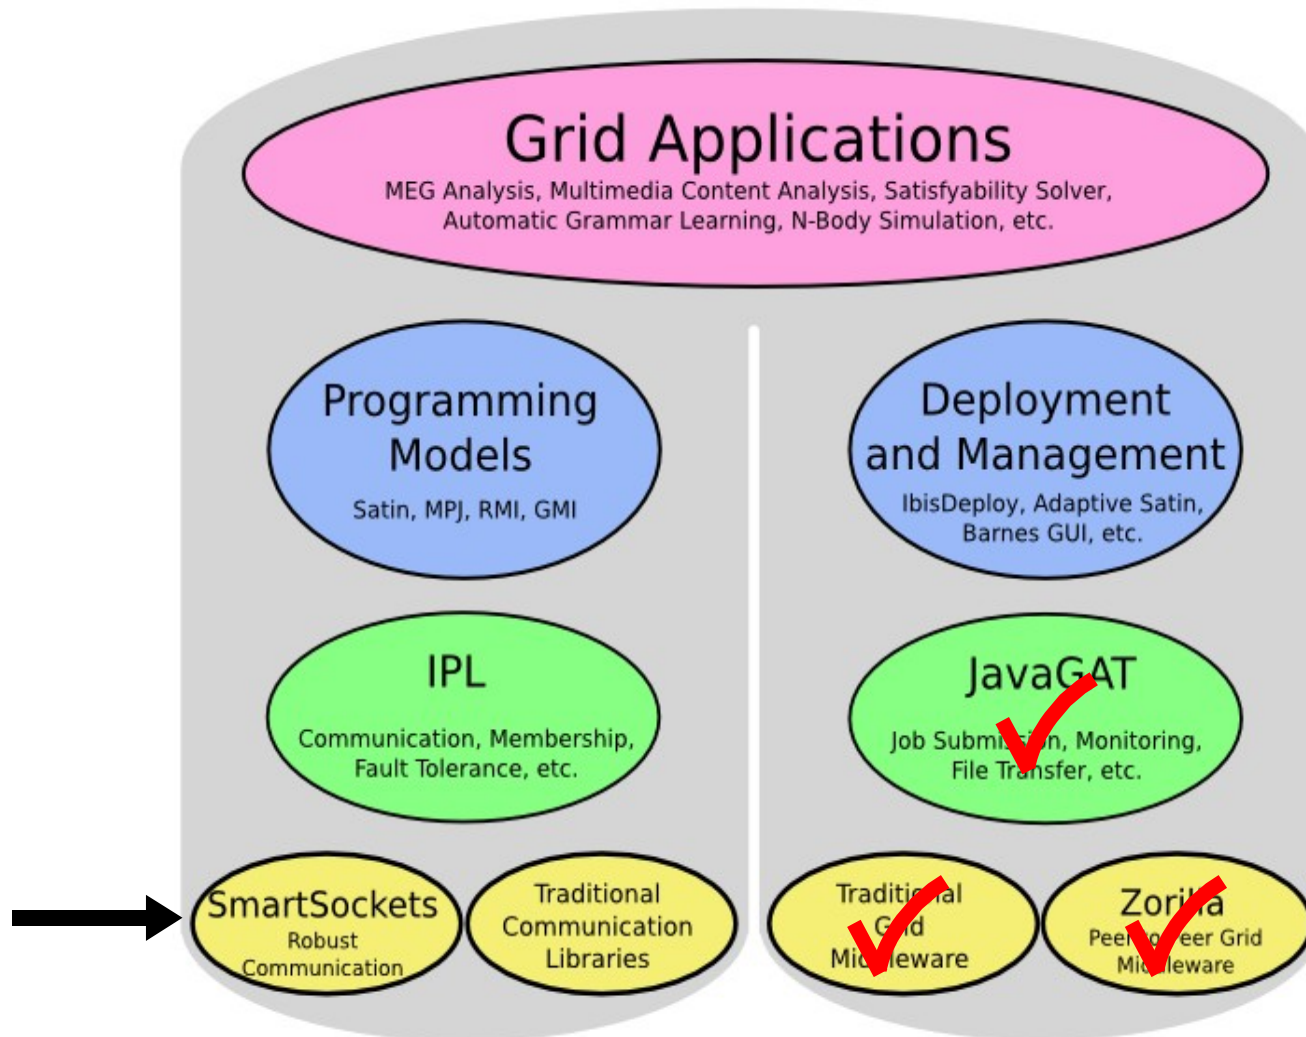 Grid Applications
MEG Analysis, Multimedia Content Analysis, Satisfyability Solver,
Automatic Grammar Learning, N-Body Simulation, etc.
Programming
Models
Satin, MPJ, RMI, GMI
Deployment
and Management
IbisDeploy, Adaptive Satin,
Barnes GUI, etc.
IPL
Communication, Membership,
Fault Tolerance, etc.
JavaGAT
Job Submission, Monitoring,
File Transfer, etc.
SmartSockets
Robust
Communication
Traditional
Communication
Libraries
Traditional
Grid
Middleware
Zorilla
Peer to Peer Grid
Middleware